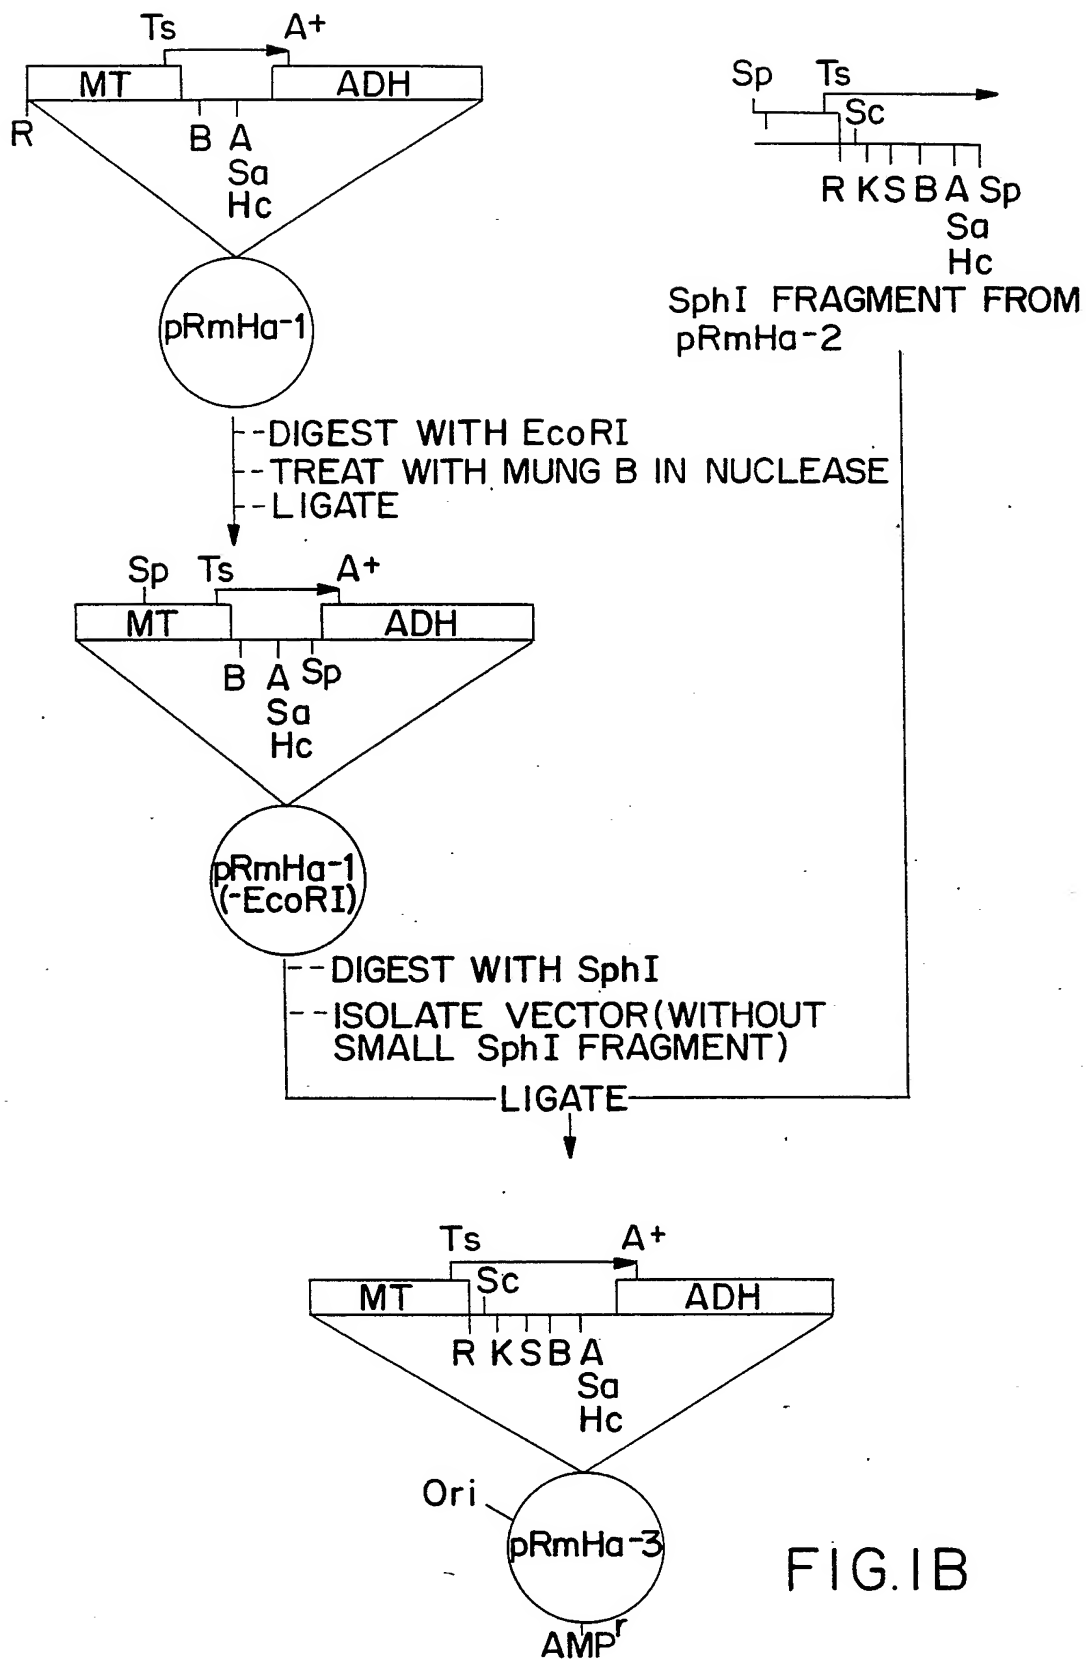 Ts A+
MT ADH
R B A
Sa
Hc
pRmHa-1
Sp Ts
Sc
R K S B A Sp
Sa
Hc
SphI FRAGMENT FROM
pRmHa-2
--DIGEST WITH EcoRI
--TREAT WITH MUNG B IN NUCLEASE
--LIGATE
Sp Ts A+
MT ADH
B A Sp
Sa
Hc
pRmHa-1
(-EcoRI)
--DIGEST WITH SphI
--ISOLATE VECTOR(WITHOUT
SMALL SphI FRAGMENT)
LIGATE
Ts A+
Sc
MT ADH
R K S B A
Sa
Hc
Ori
pRmHa-3
AMPr
FIG.1B